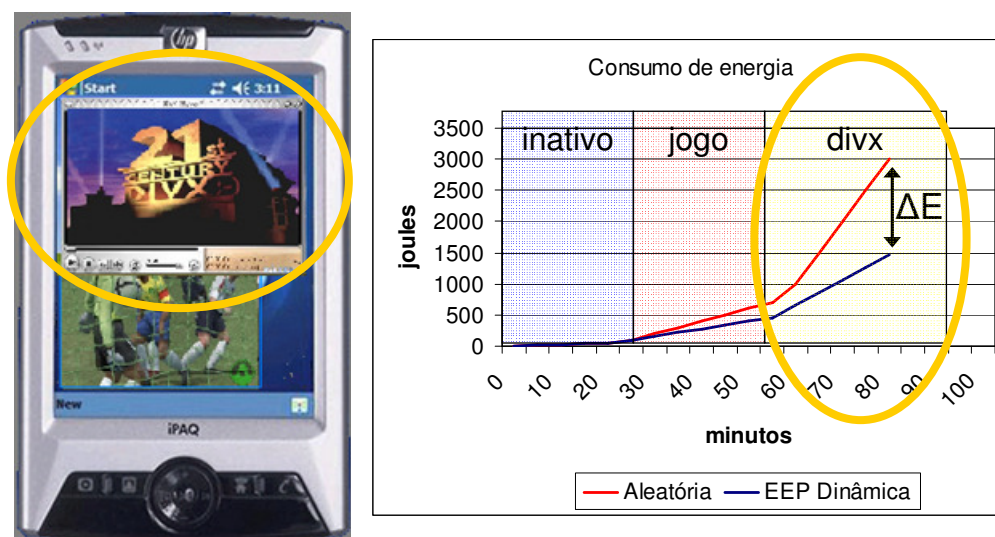 hp
Start 3:11
21
CENTURY
DIVX
New
iPAQ
Consumo de energia
inativo jogo divx
3500
3000
2500
2000
1500
1000
500
0
ΔE
joules
0 10 20 30 40 50 60 70 80 90 100
minutos
Aleatória EEP Dinâmica